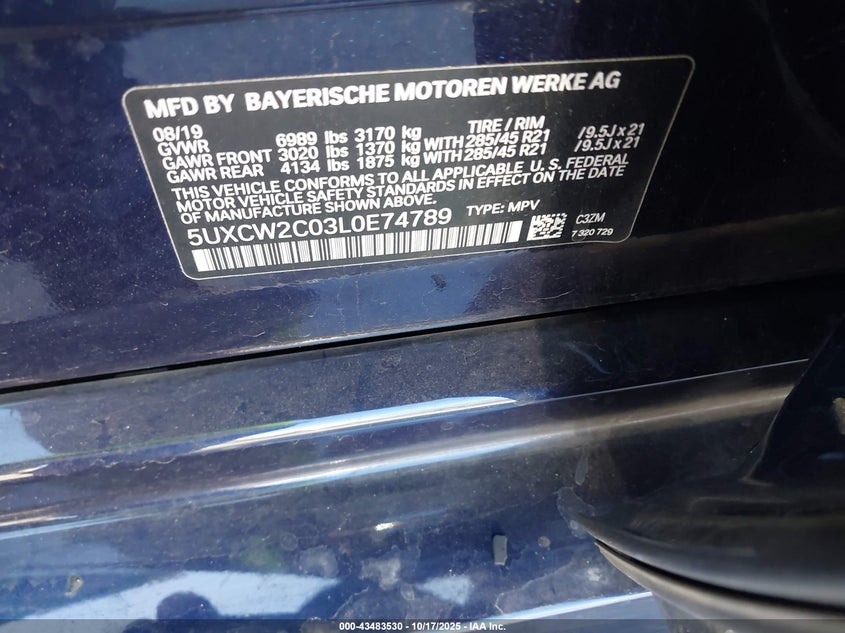 MFD BY BAYERISCHE MOTOREN WERKE AG
08/19 TIRE / RIM
GVWR 6989 lbs 3170 kg
GAWR FRONT 3020 lbs 1370 kg WITH 285/45 R21 /9.5J x 21
GAWR REAR 4134 lbs 1875 kg WITH 285/45 R21 /9.5J x 21
THIS VEHICLE CONFORMS TO ALL APPLICABLE U. S. FEDERAL
MOTOR VEHICLE SAFETY STANDARDS IN EFFECT ON THE DATE
OF MANUFACTURE SHOWN ABOVE.
5UXCW2C03L0E74789 TYPE: MPV
C3ZM
7 320 729
000-43483530 - 10/17/2025 - IAA Inc.